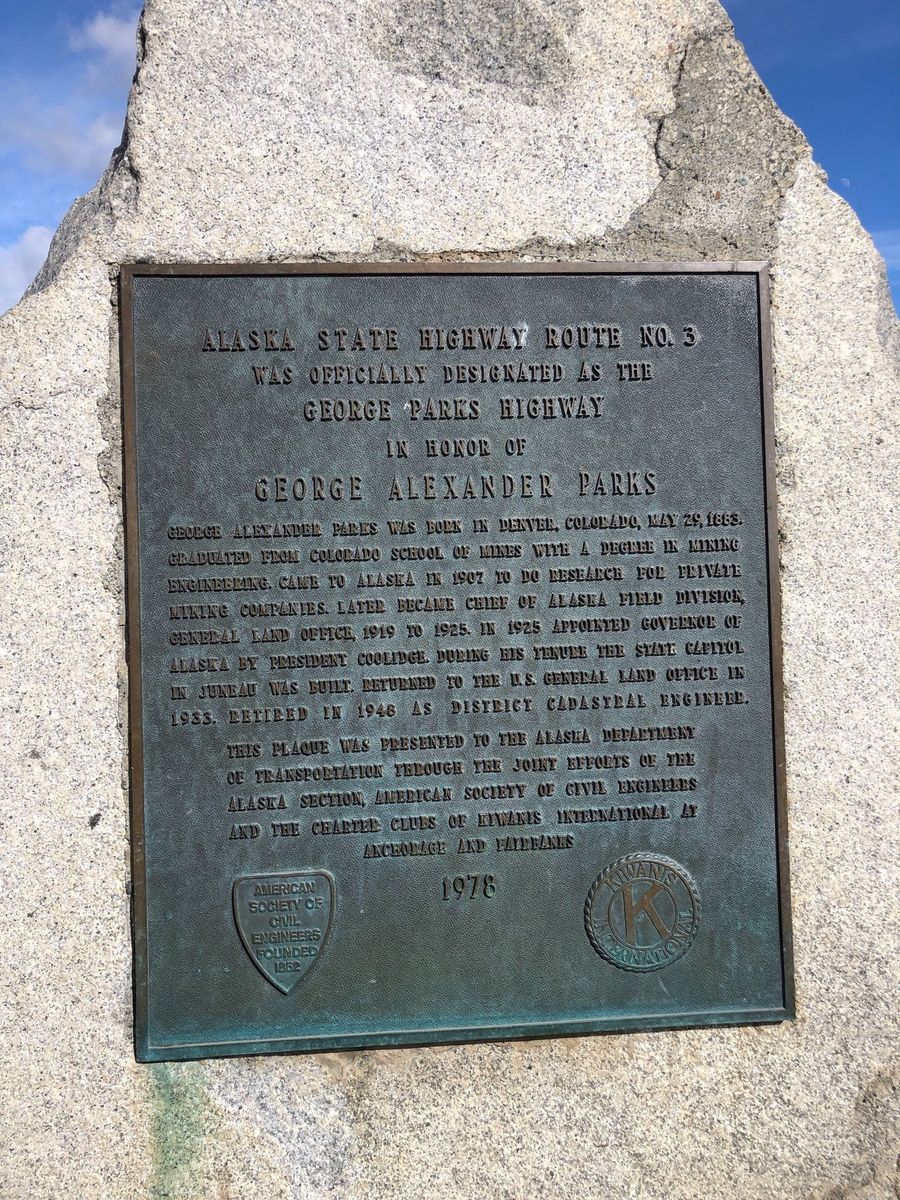 ALASKA STATE HIGHWAY ROUTE NO. 3
WAS OFFICIALLY DESIGNATED AS THE
GEORGE PARKS HIGHWAY
IN HONOR OF
GEORGE ALEXANDER PARKS
GEORGE ALEXANDER PARKS WAS BORN IN DENVER, COLORADO, MAY 29, 1883.
GRADUATED FROM COLORADO SCHOOL OF MINES WITH A DEGREE IN MINING
ENGINEERING. CAME TO ALASKA IN 1907 TO DO RESEARCH FOR PRIVATE
MINING COMPANIES. LATER BECAME CHIEF OF ALASKA FIELD DIVISION,
GENERAL LAND OFFICE, 1919 TO 1925. IN 1925 APPOINTED GOVERNOR OF
ALASKA BY PRESIDENT COOLIDGE. DURING HIS TENURE THE STATE CAPITOL
IN JUNEAU WAS BUILT. RETURNED TO THE U.S. GENERAL LAND OFFICE IN
1933. RETIRED IN 1948 AS DISTRICT CADASTRAL ENGINEER.
THIS PLAQUE WAS PRESENTED TO THE ALASKA DEPARTMENT
OF TRANSPORTATION THROUGH THE JOINT EFFORTS OF THE
ALASKA SECTION, AMERICAN SOCIETY OF CIVIL ENGINEERS
AND THE CHARTER CLUBS OF KIWANIS INTERNATIONAL AT
ANCHORAGE AND FAIRBANKS
1978
AMERICAN
SOCIETY OF
CIVIL
ENGINEERS
FOUNDED
1852
KIWANIS
K
INTERNATIONAL